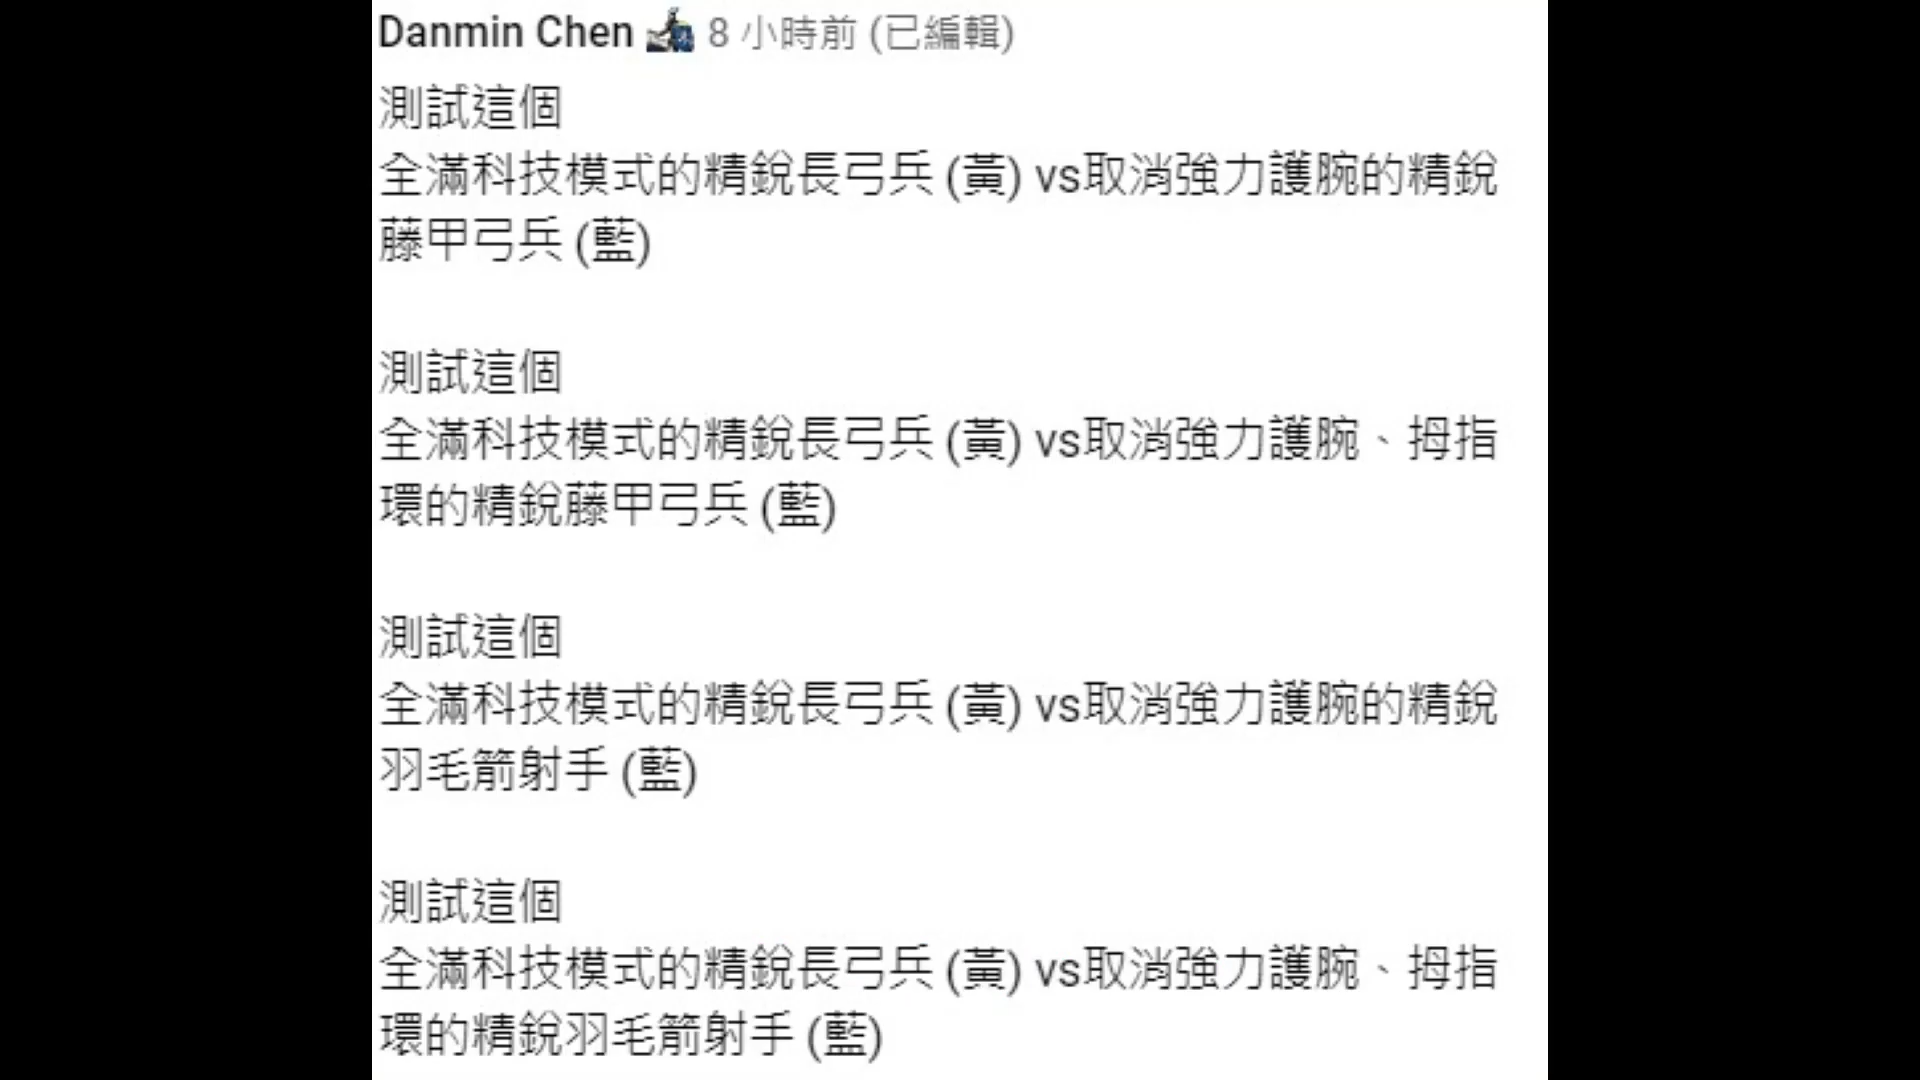 Danmin Chen 8 小時前 (已編輯)
測試這個
全滿科技模式的精銳長弓兵 (黃) vs取消強力護腕的精銳
藤甲弓兵 (藍)
測試這個
全滿科技模式的精銳長弓兵 (黃) vs取消強力護腕、拇指
環的精銳藤甲弓兵 (藍)
測試這個
全滿科技模式的精銳長弓兵 (黃) vs取消強力護腕的精銳
羽毛箭射手 (藍)
測試這個
全滿科技模式的精銳長弓兵 (黃) vs取消強力護腕、拇指
環的精銳羽毛箭射手 (藍)